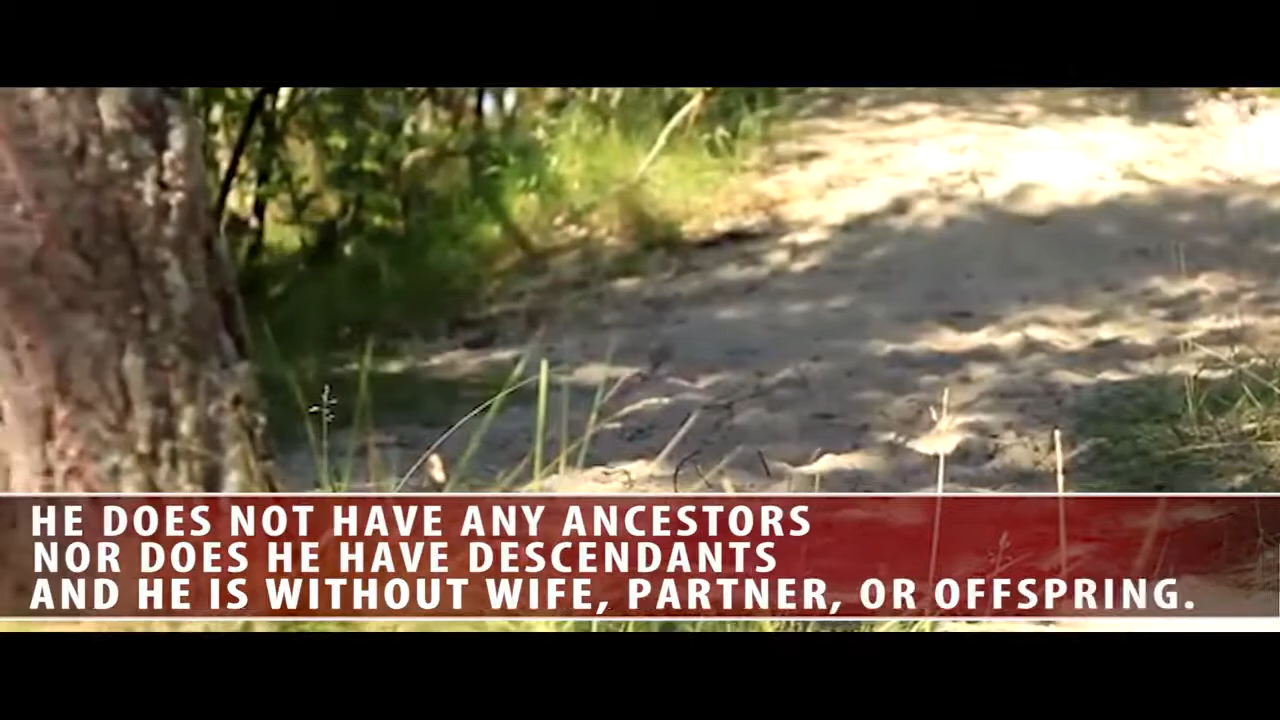 HE DOES NOT HAVE ANY ANCESTORS
NOR DOES HE HAVE DESCENDANTS
AND HE IS WITHOUT WIFE, PARTNER, OR OFFSPRING.